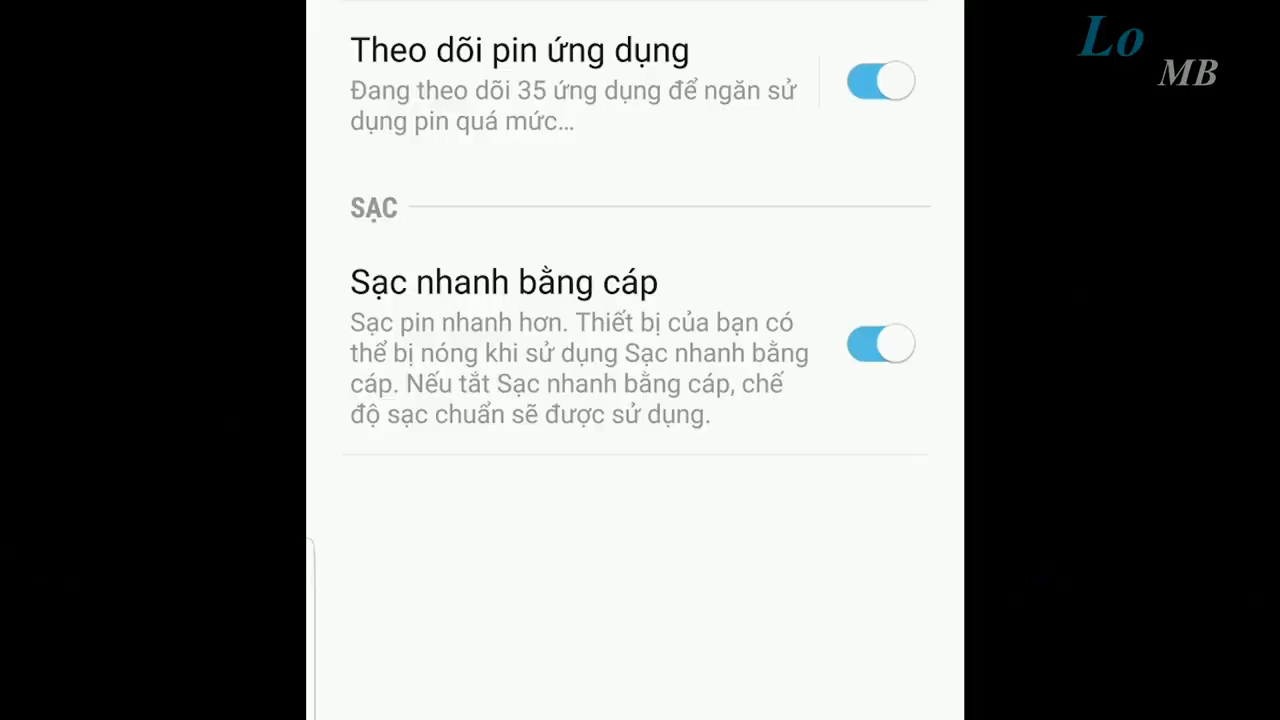 Lo
MB
Theo dõi pin ứng dụng
Đang theo dõi 35 ứng dụng để ngăn sử
dụng pin quá mức...
SẠC
Sạc nhanh bằng cáp
Sạc pin nhanh hơn. Thiết bị của bạn có
thể bị nóng khi sử dụng Sạc nhanh bằng
cáp. Nếu tắt Sạc nhanh bằng cáp, chế
độ sạc chuẩn sẽ được sử dụng.